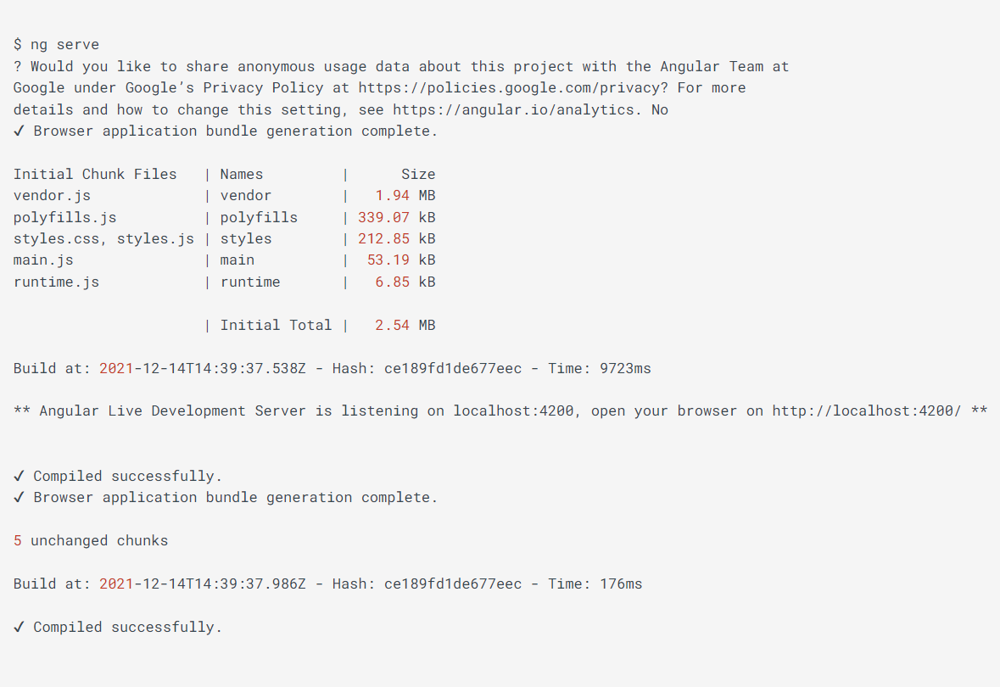 $ ng serve
? Would you like to share anonymous usage data about this project with the Angular Team at
Google under Google’s Privacy Policy at https://policies.google.com/privacy? For more
details and how to change this setting, see https://angular.io/analytics. No
✓ Browser application bundle generation complete.
Initial Chunk Files   | Names         |      Size
vendor.js             | vendor        |   1.94 MB
polyfills.js          | polyfills     | 339.07 kB
styles.css, styles.js | styles        | 212.85 kB
main.js               | main          |  53.19 kB
runtime.js            | runtime       |   6.85 kB
                      | Initial Total |   2.54 MB
Build at: 2021-12-14T14:39:37.538Z - Hash: ce189fd1de677eec - Time: 9723ms
** Angular Live Development Server is listening on localhost:4200, open your browser on http://localhost:4200/ **
✓ Compiled successfully.
✓ Browser application bundle generation complete.
5 unchanged chunks
Build at: 2021-12-14T14:39:37.986Z - Hash: ce189fd1de677eec - Time: 176ms
✓ Compiled successfully.